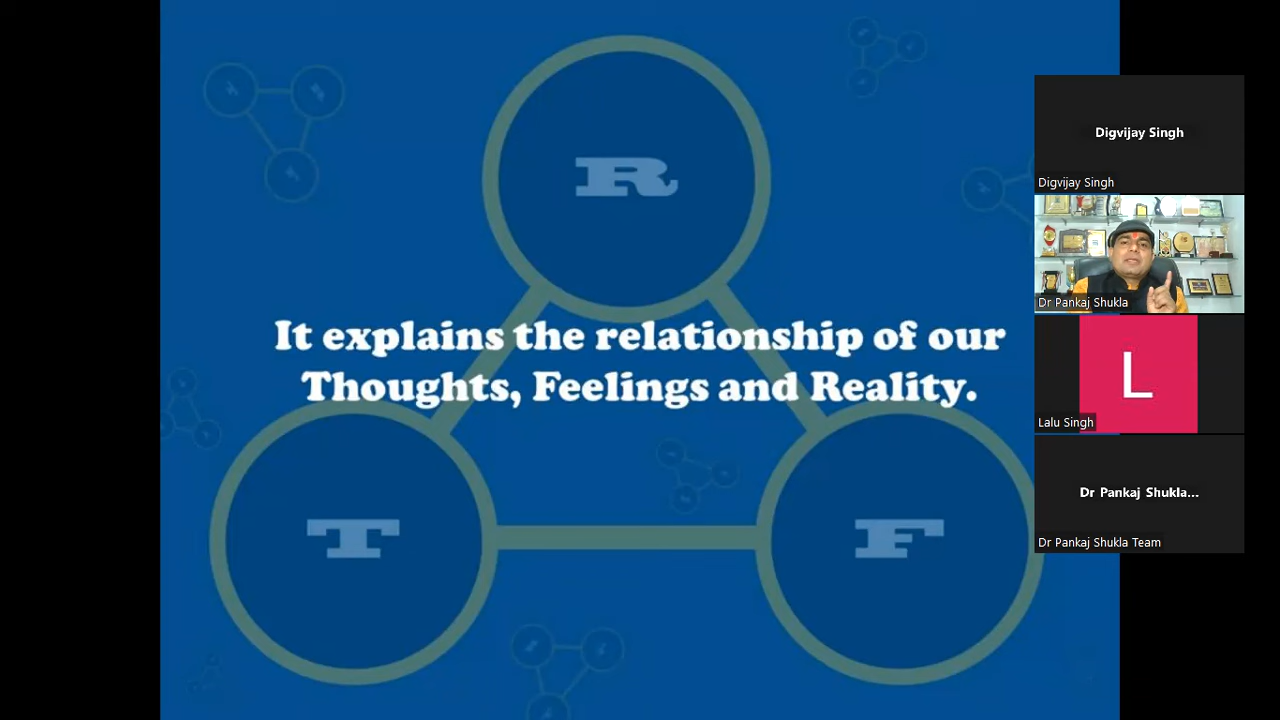 R
It explains the relationship of our
Thoughts, Feelings and Reality.
T
F
Digvijay Singh
Digvijay Singh
Dr Pankaj Shukla
L
Lalu Singh
Dr Pankaj Shukla...
Dr Pankaj Shukla Team